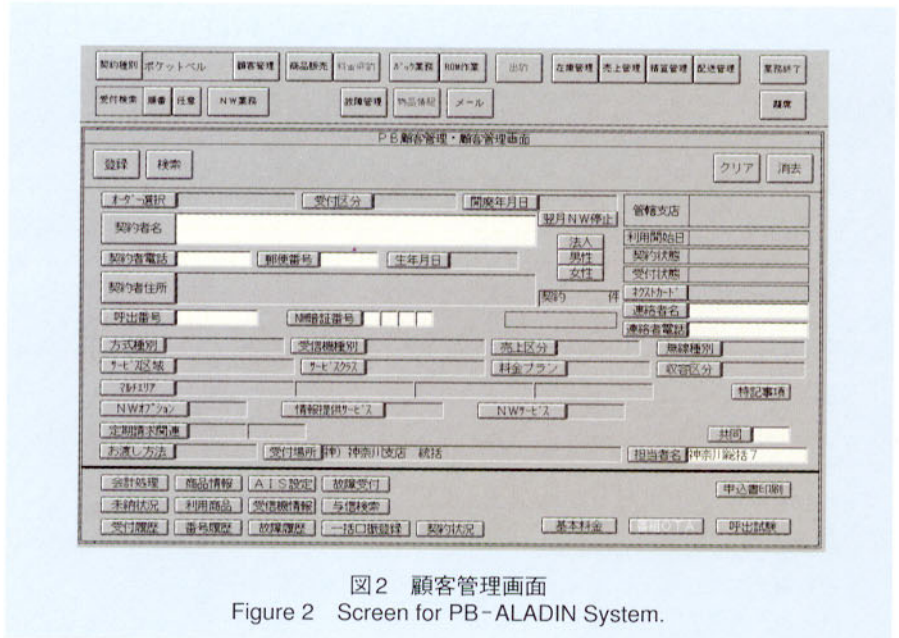 契約種別 ポケットベル 顧客管理 商品販売 料金収納 ﾊﾟｯｸ業務 ROM作業 出納 在庫管理 売上管理 精算管理 配送管理 業務終了
受付検索 順番 任意 NW業務 故障管理 物品情報 メール 離席
PB顧客管理・顧客管理画面
登録 検索 クリア 消去
ｵｰﾀﾞｰ選択 受付区分 開廃年月日 管轄支店
契約者名 翌月NW停止
法人 利用開始日
契約者電話 郵便番号 生年月日 男性 契約状態
女性 受付状態
契約者住所 契約 件 ﾈｸｽﾄｶｰﾄﾞ
連絡者名
呼出番号 NW暗証番号 連絡者電話
方式種別 受信機種別 売上区分 無線種別
ｻｰﾋﾞｽ区域 ｻｰﾋﾞｽｸﾗｽ 料金プラン 収容区分
ﾏﾙﾁｴﾘｱ 特記事項
NWｵﾌﾟｼｮﾝ 情報提供ｻｰﾋﾞｽ NWｻｰﾋﾞｽ
定期請求関連 共同
お渡し方法 受付場所 神）神奈川支店 統括 担当者名 神奈川総括7
会計処理 商品情報 AIS設定 故障受付 申込書印刷
未納状況 利用商品 受信機情報 与信検索
受付履歴 番号履歴 故障履歴 一括口振登録 契約状況 基本料金 OTA 呼出試験
図2 顧客管理画面
Figure 2 Screen for PB-ALADIN System.